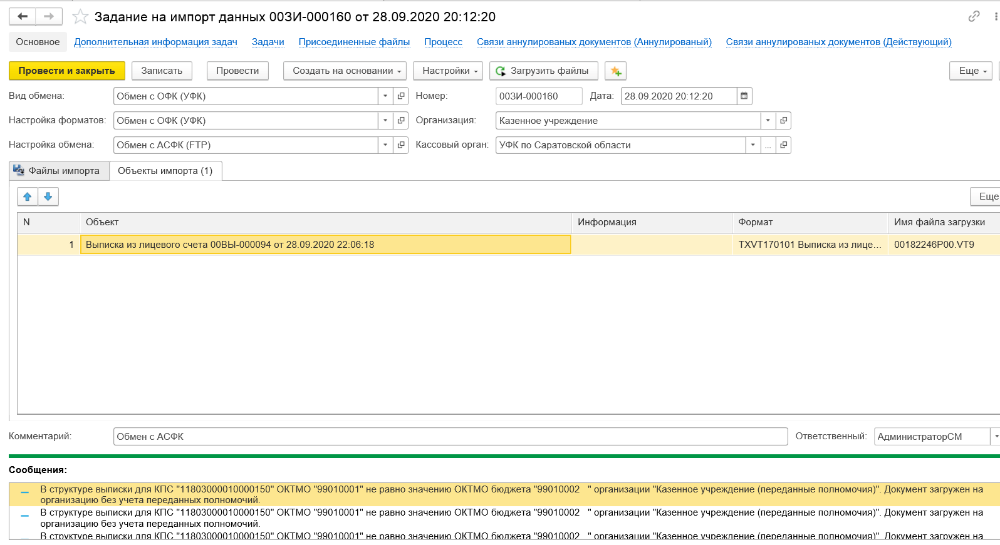 Задание на импорт данных 00ЗИ-000160 от 28.09.2020 20:12:20
Основное Дополнительная информация задач Задачи Присоединенные файлы Процесс Связи аннулированых документов (Аннулированый) Связи аннулированых документов (Действующий)
Провести и закрыть Записать Провести Создать на основании Настройки Загрузить файлы Еще
Вид обмена: Обмен с ОФК (УФК) Номер: 00ЗИ-000160 Дата: 28.09.2020 20:12:20
Настройка форматов: Обмен с ОФК (УФК) Организация: Казенное учреждение
Настройка обмена: Обмен с АСФК (FTP) Кассовый орган: УФК по Саратовской области ...
Файлы импорта Объекты импорта (1)
Еще
N Объект Информация Формат Имя файла загрузки
1 Выписка из лицевого счета 00ВЫ-000094 от 28.09.2020 22:06:18 TXVT170101 Выписка из лице... 00182246P00.VT9
Комментарий: Обмен с АСФК Ответственный: АдминистраторСМ
Сообщения:
В структуре выписки для КПС "11803000010000150" ОКТМО "99010001" не равно значению ОКТМО бюджета "99010002   " организации "Казенное учреждение (переданные полномочия)". Документ загружен на
организацию без учета переданных полномочий.
В структуре выписки для КПС "11803000010000150" ОКТМО "99010001" не равно значению ОКТМО бюджета "99010002   " организации "Казенное учреждение (переданные полномочия)". Документ загружен на
организацию без учета переданных полномочий.
В структуре выписки для КПС "11803000010000150" ОКТМО "99010001" не равно значению ОКТМО бюджета "99010002   " организации "Казенное учреждение (переданные полномочия)". Документ загружен на